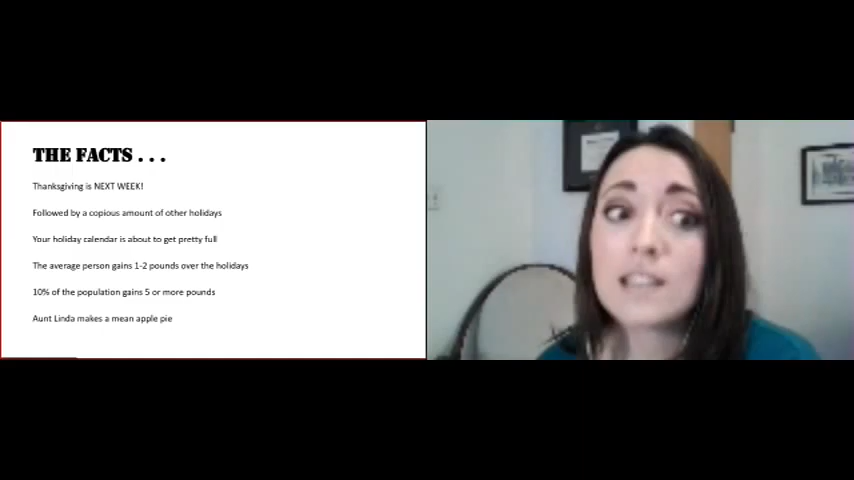 THE FACTS . . .
Thanksgiving is NEXT WEEK!
Followed by a copious amount of other holidays
Your holiday calendar is about to get pretty full
The average person gains 1-2 pounds over the holidays
10% of the population gains 5 or more pounds
Aunt Linda makes a mean apple pie